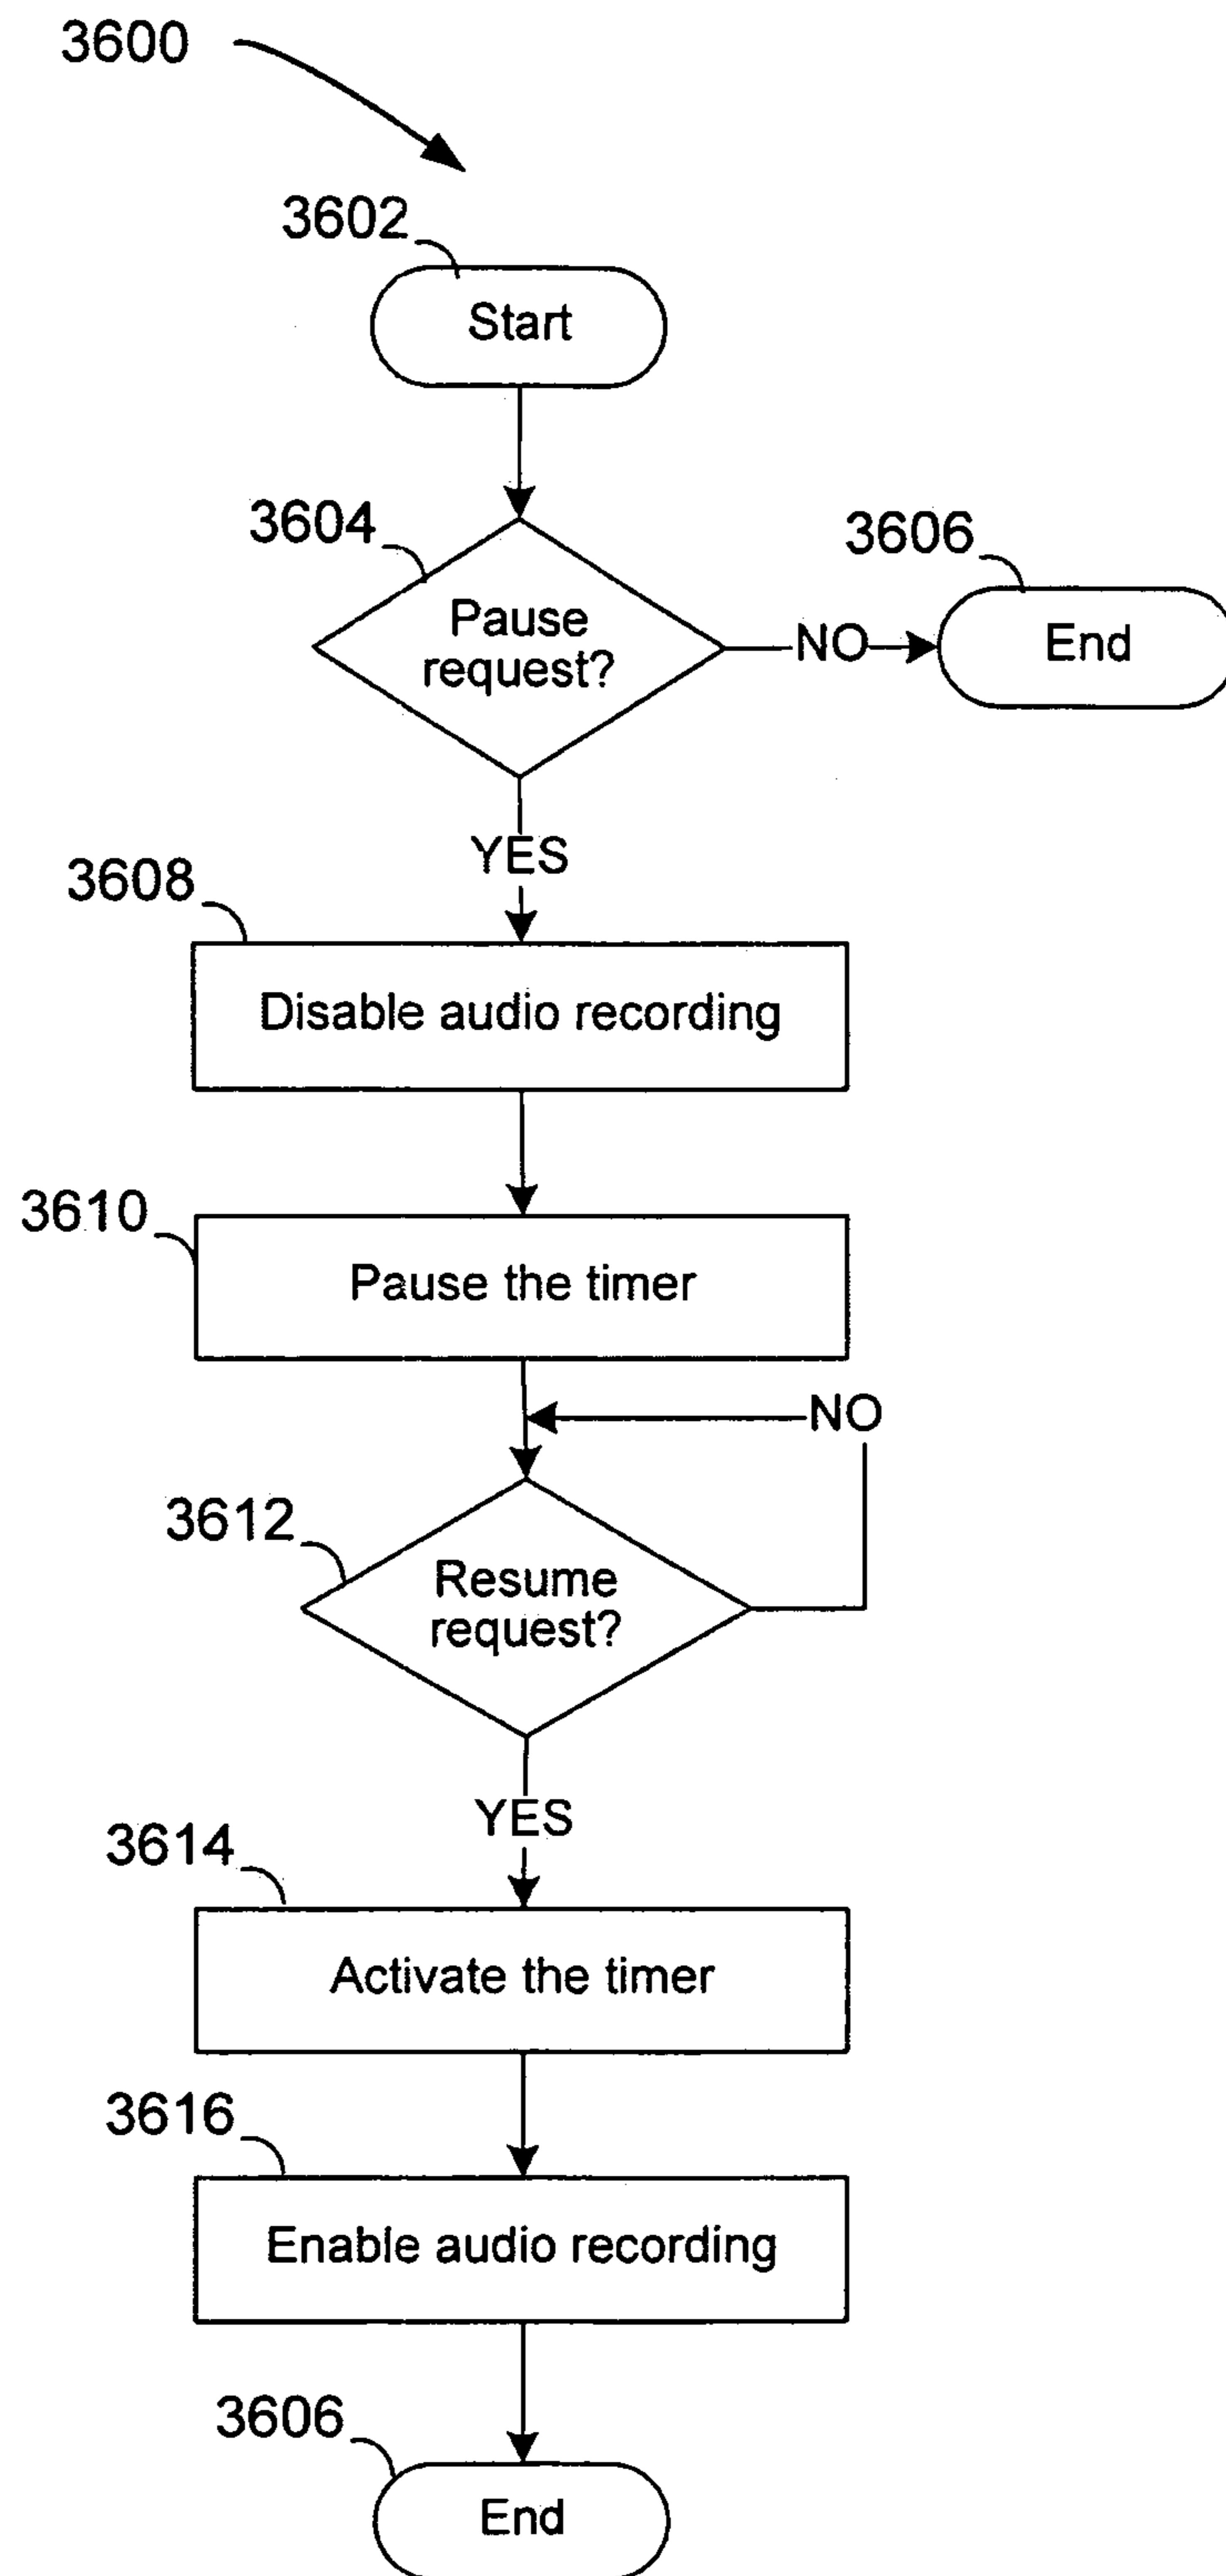 3600
3602
Start
3604
3606
Pause
request?
NO
End
YES
3608
Disable audio recording
3610
Pause the timer
NO
3612
Resume
request?
YES
3614
Activate the timer
3616
Enable audio recording
3606
End